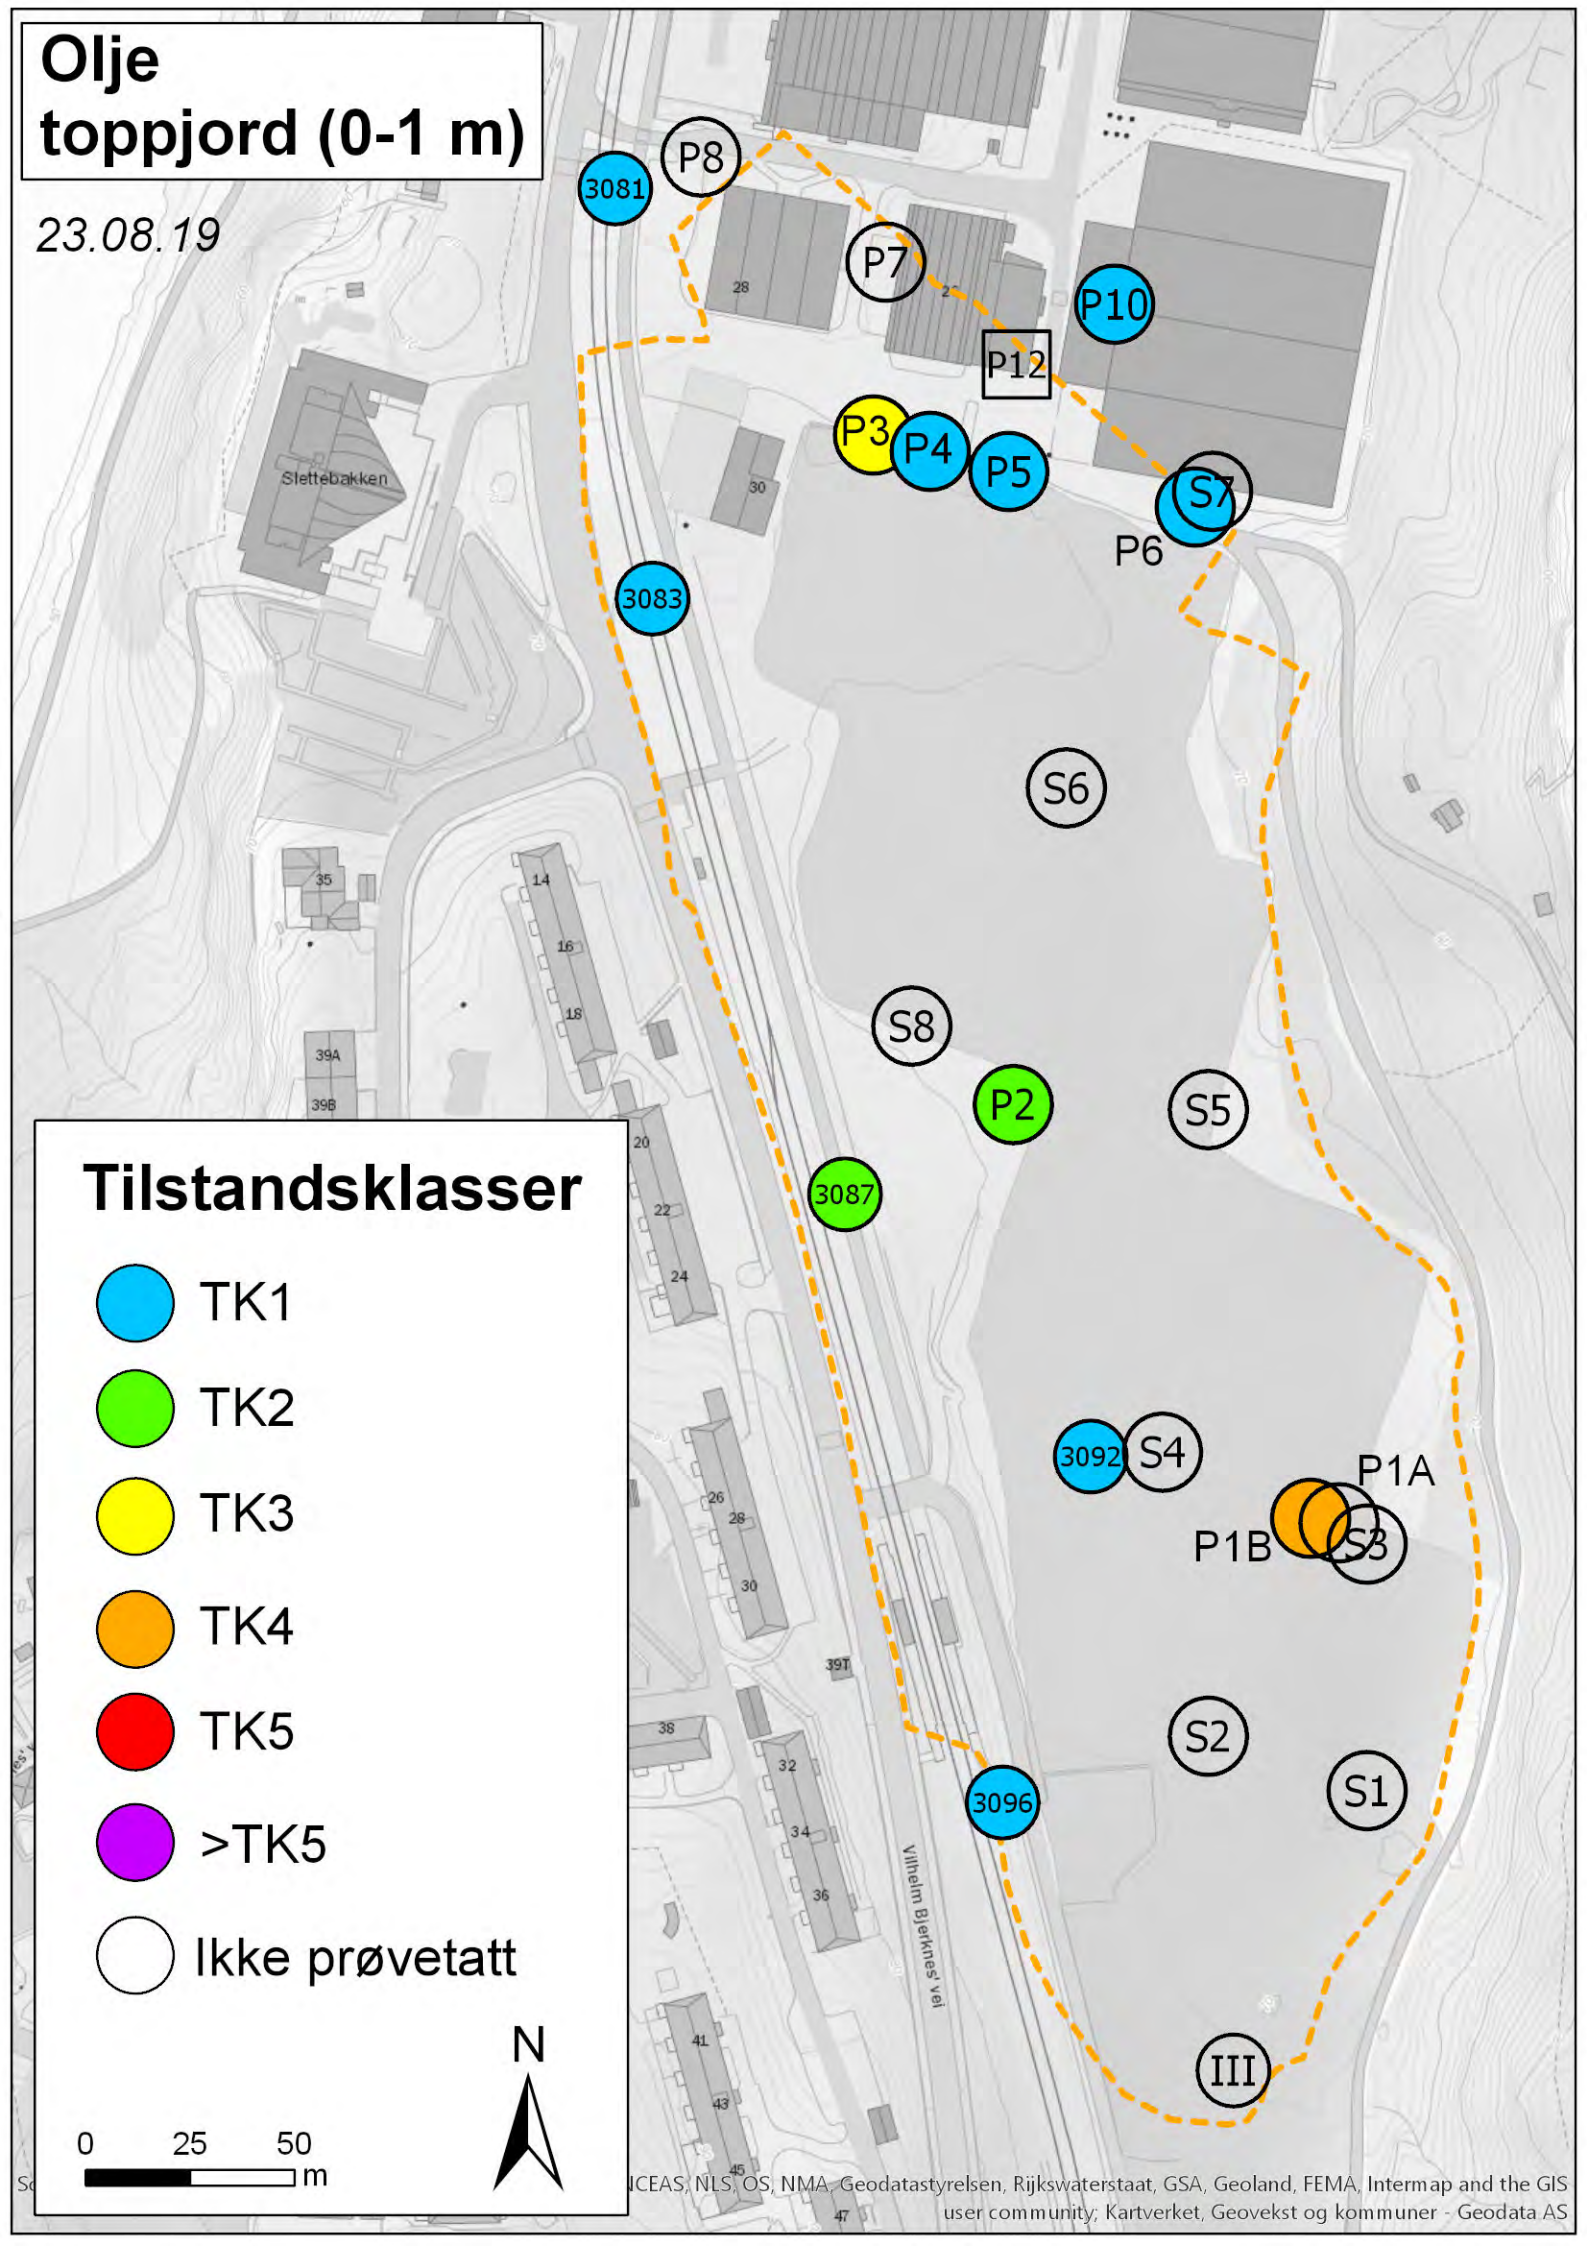 Olje
toppjord (0-1 m)
23.08.19
P8
3081
P7
28
P10
P12
P3
P4
P5
S7
P6
Slettebakken
30
3083
S6
35
14
16
18
39A
39B
S8
P2
S5
3087
20
22
24
Tilstandsklasser
TK1
TK2
TK3
TK4
TK5
>TK5
Ikke prøvetatt
N
0 25 50
m
3092
S4
P1A
P1B
S3
26
28
30
39T
38
32
34
36
S2
S1
3096
Vilhelm Bjerknes' vei
III
41
43
45
47
NCEAS, NLS, OS, NMA, Geodatastyrelsen, Rijkswaterstaat, GSA, Geoland, FEMA, Intermap and the GIS
user community; Kartverket, Geovekst og kommuner - Geodata AS